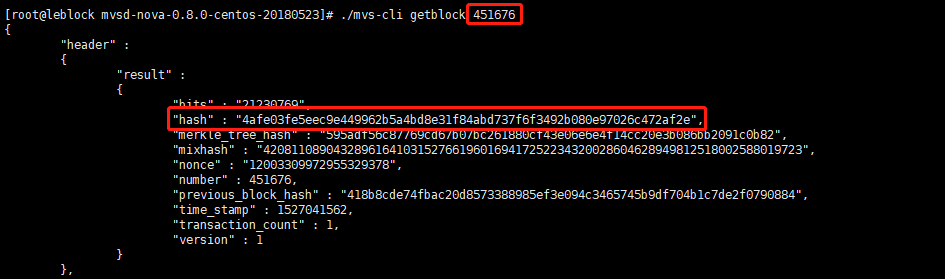 [root@leblock mvsd-nova-0.8.0-centos-20180523]# ./mvs-cli getblock 451676
{
"header" :
{
"result" :
{
"bits" : "21230769",
"hash" : "4afe03fe5eec9e449962b5a4bd8e31f84abd737f6f3492b080e97026c472af2e",
"merkle_tree_hash" : "595adf56c87769cd67b07bc261880cf43e06e6e4f14cc20e3b086bb2091c0b82",
"mixhash" : "42081108904328961641031527661960169417252234320028604628949812518002588019723",
"nonce" : "12003309972955329378",
"number" : 451676,
"previous_block_hash" : "418b8cde74fbac20d8573388985ef3e094c3465745b9df704b1c7de2f0790884",
"time_stamp" : 1527041562,
"transaction_count" : 1,
"version" : 1
}
},